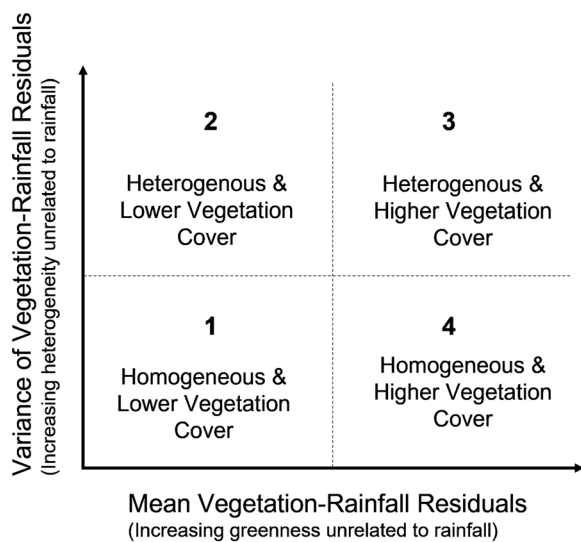 Variance of Vegetation-Rainfall Residuals
(Increasing heterogeneity unrelated to rainfall)
2
Heterogenous &
Lower Vegetation
Cover
3
Heterogenous &
Higher Vegetation
Cover
1
Homogeneous &
Lower Vegetation
Cover
4
Homogeneous &
Higher Vegetation
Cover
Mean Vegetation-Rainfall Residuals
(Increasing greenness unrelated to rainfall)